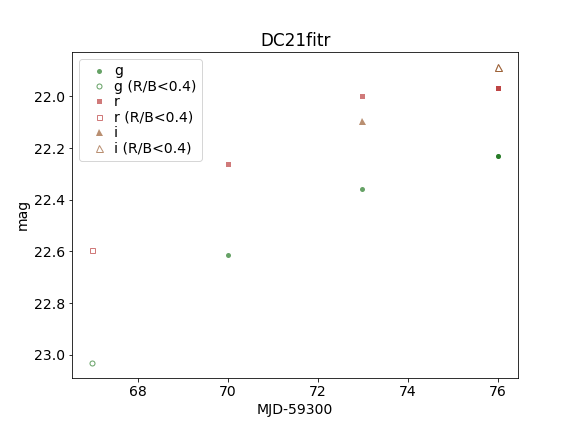 DC21fitr
g
g (R/B<0.4)
r
r (R/B<0.4)
i
i (R/B<0.4)
mag
22.0
22.2
22.4
22.6
22.8
23.0
68 70 72 74 76
MJD-59300